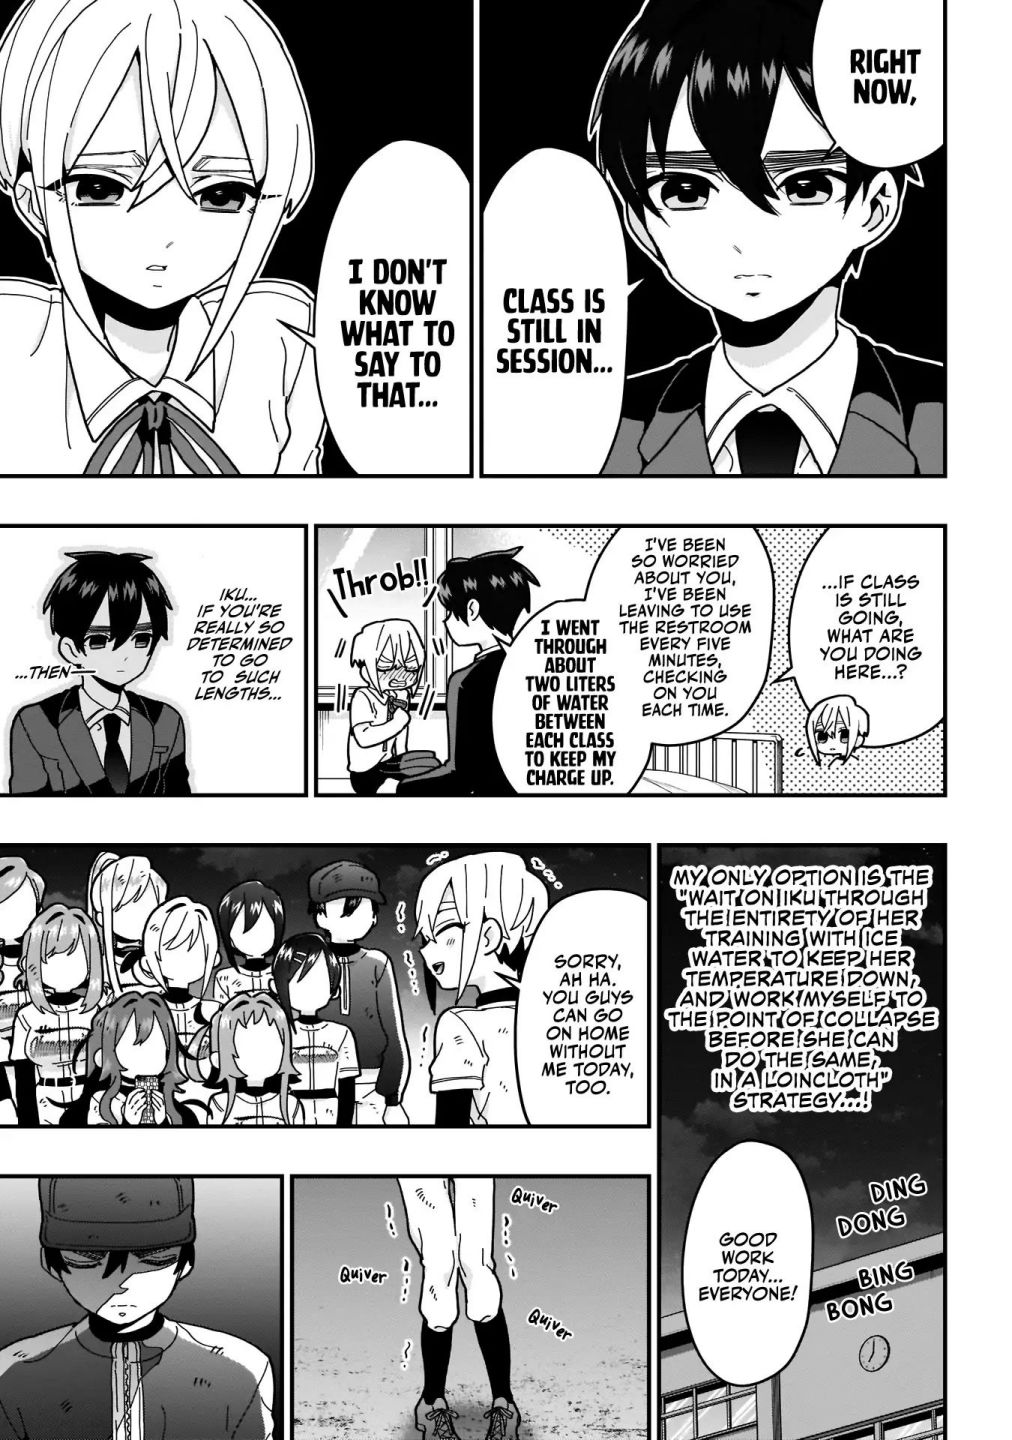 RIGHT
NOW,
CLASS IS
STILL IN
SESSION...
I DON'T
KNOW
WHAT TO
SAY TO
THAT...
...IF CLASS
IS STILL
GOING,
WHAT ARE
YOU DOING
HERE...?
I'VE BEEN
SO WORRIED
ABOUT YOU,
I'VE BEEN
LEAVING TO USE
THE RESTROOM
EVERY FIVE
MINUTES,
CHECKING
ON YOU
EACH TIME.
I WENT
THROUGH
ABOUT
TWO LITERS
OF WATER
BETWEEN
EACH CLASS
TO KEEP MY
CHARGE UP.
Throb!!
IKU...
IF YOU'RE
REALLY SO
DETERMINED
TO GO
TO SUCH
LENGTHS...
...THEN—
MY ONLY OPTION IS THE
"WAIT ON IKU THROUGH
THE ENTIRETY OF HER
TRAINING WITH ICE
WATER TO KEEP HER
TEMPERATURE DOWN,
AND WORK MYSELF TO
THE POINT OF COLLAPSE
BEFORE SHE CAN
DO THE SAME,
IN A LOINCLOTH"
STRATEGY...!
DING
DONG
BING
BONG
GOOD
WORK
TODAY...
EVERYONE!
SORRY,
AH HA.
YOU GUYS
CAN GO
ON HOME
WITHOUT
ME TODAY,
TOO.
Quiver
Quiver
Quiver